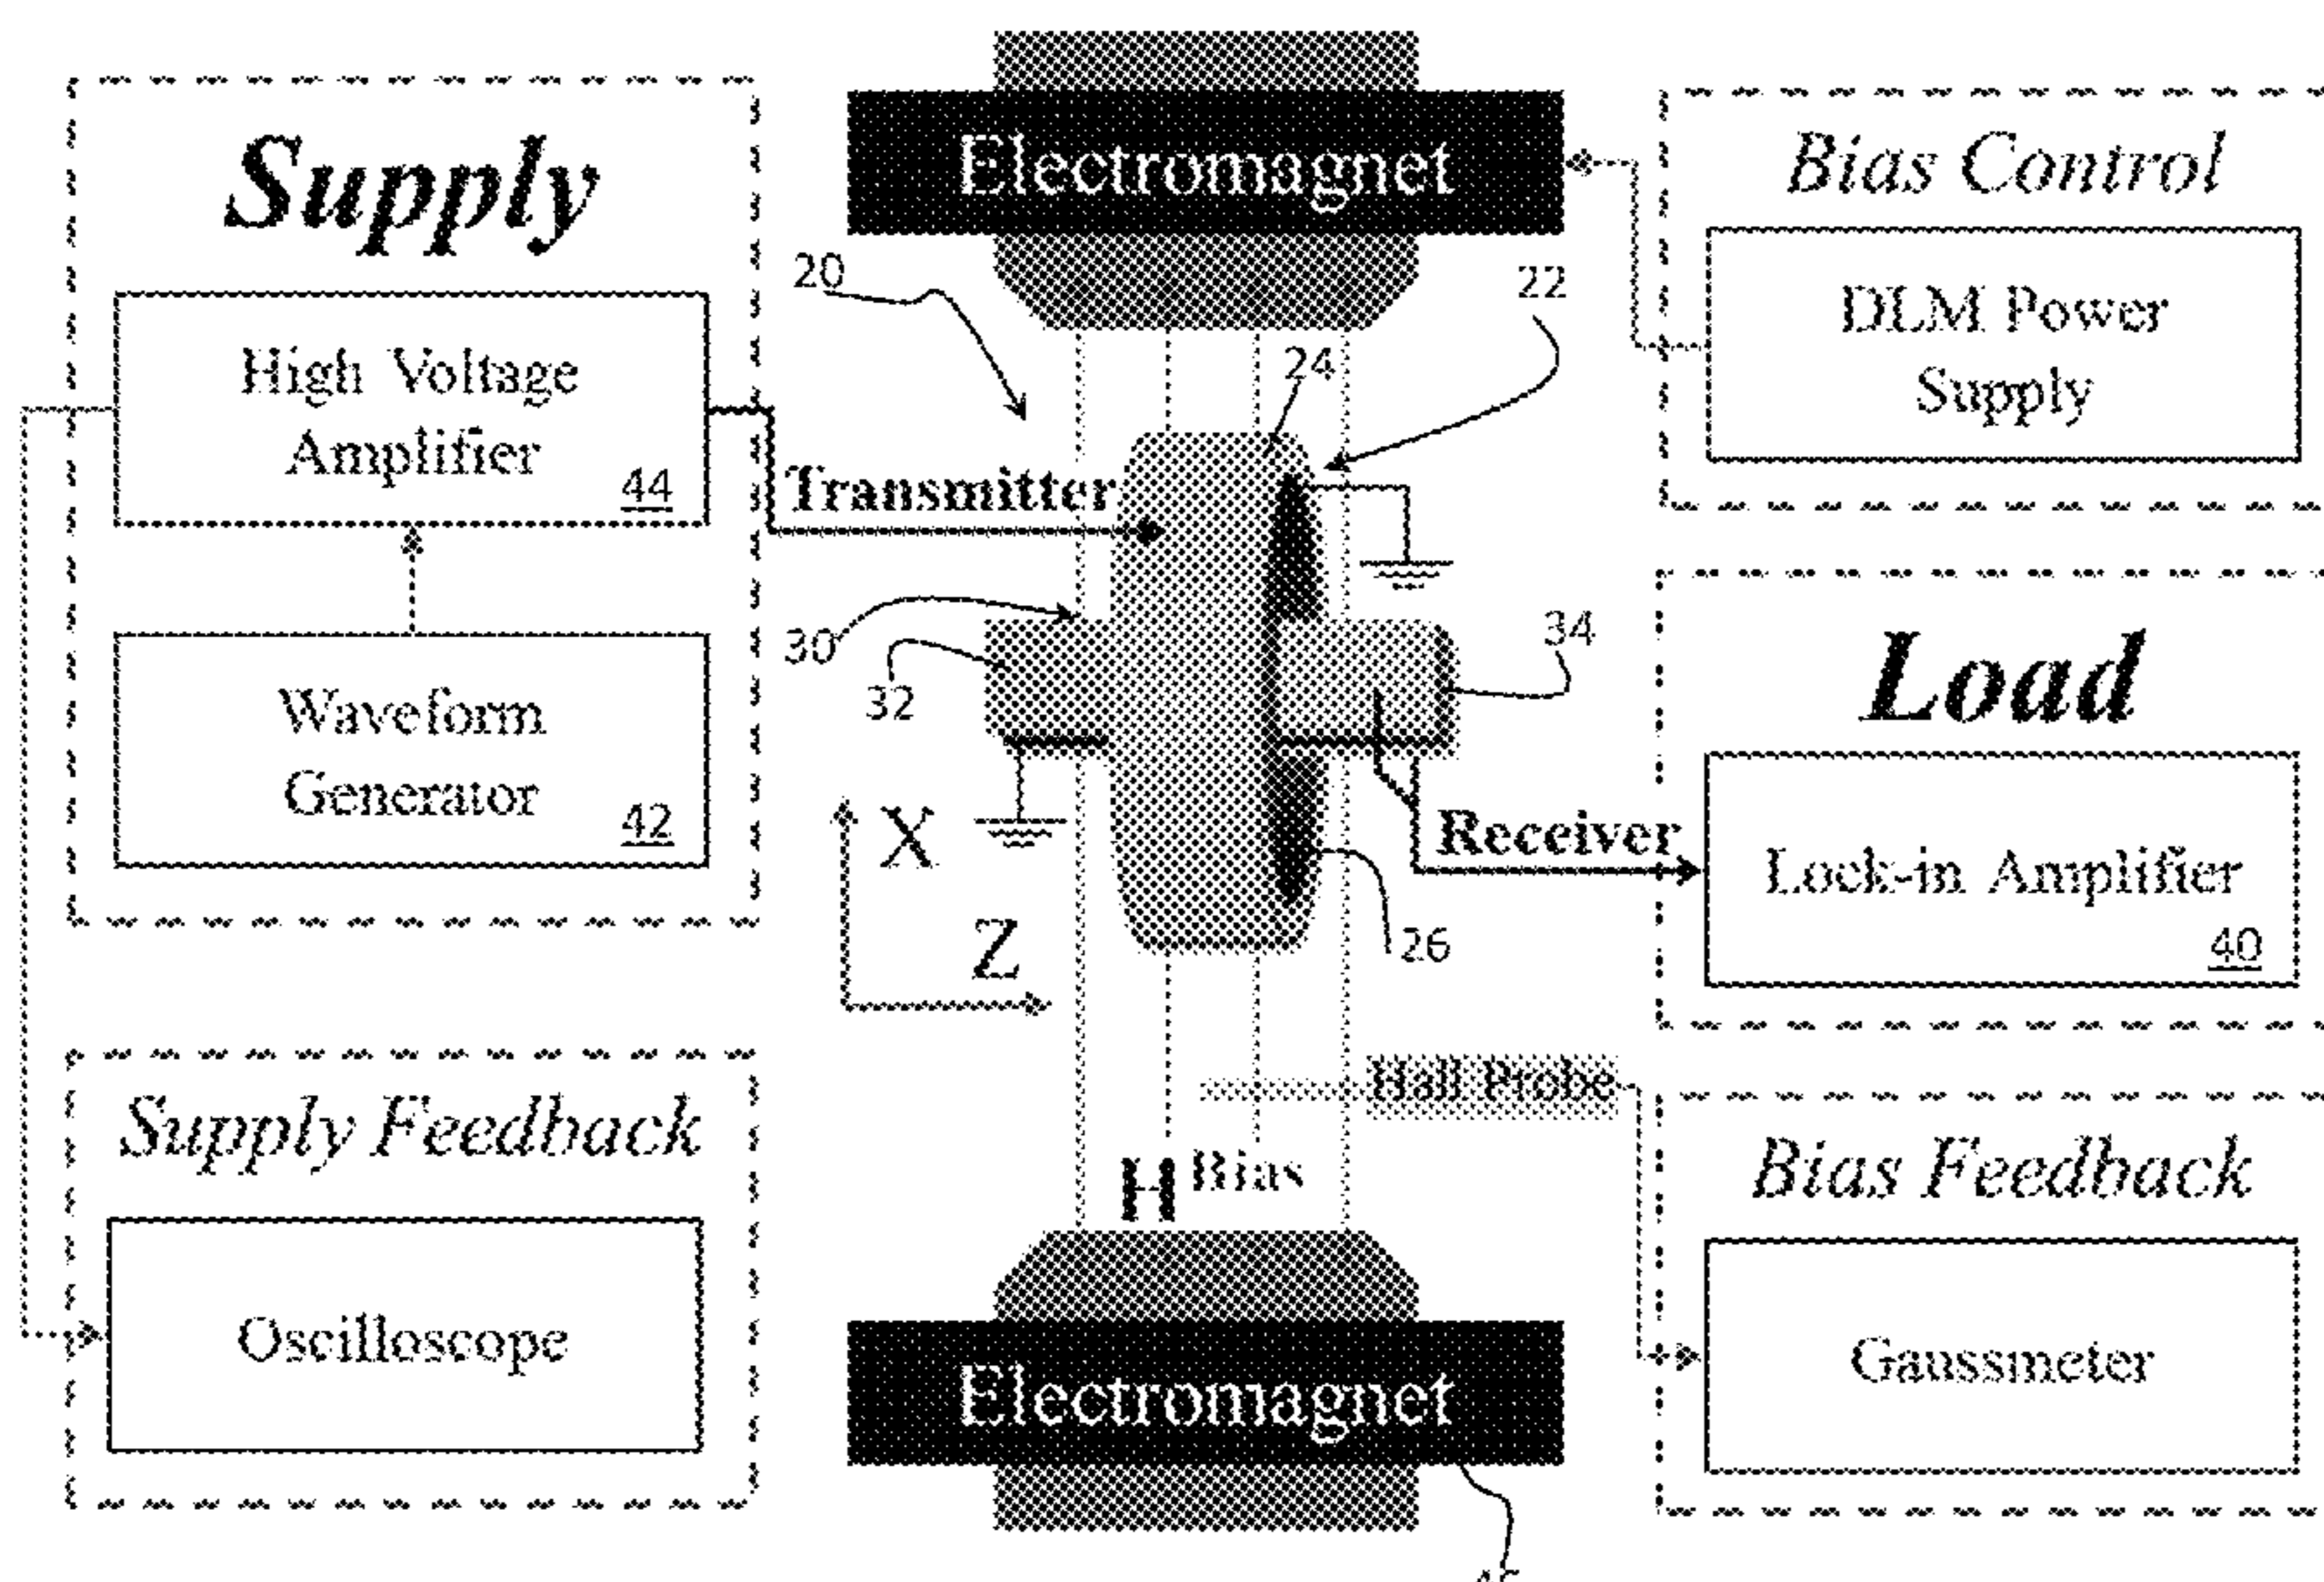 Supply
High Voltage
Amplifier
44
Waveform
Generator
42
Supply Feedback
Oscilloscope
Electromagnet
20
22
24
Transmitter
30
32
34
X
Z
26
Receiver
Hall Probe
H Bias
Electromagnet
Bias Control
DLM Power
Supply
Load
Lock-in Amplifier
40
Bias Feedback
Gaussmeter